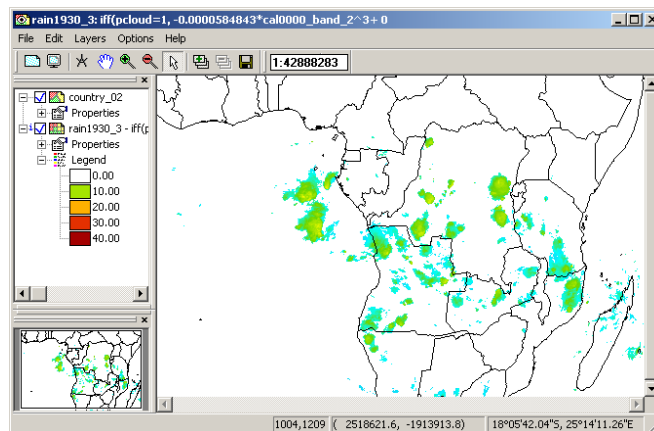 rain1930_3: iff(pcloud=1, -0.0000584843*cal0000_band_2^3+ 0
File Edit Layers Options Help
1:42888283
country_02
Properties
rain1930_3 - iff(p
Properties
Legend
0.00
10.00
20.00
30.00
40.00
1004,1209 ( 2518621.6, -1913913.8) 18°05'42.04"S, 25°14'11.26"E